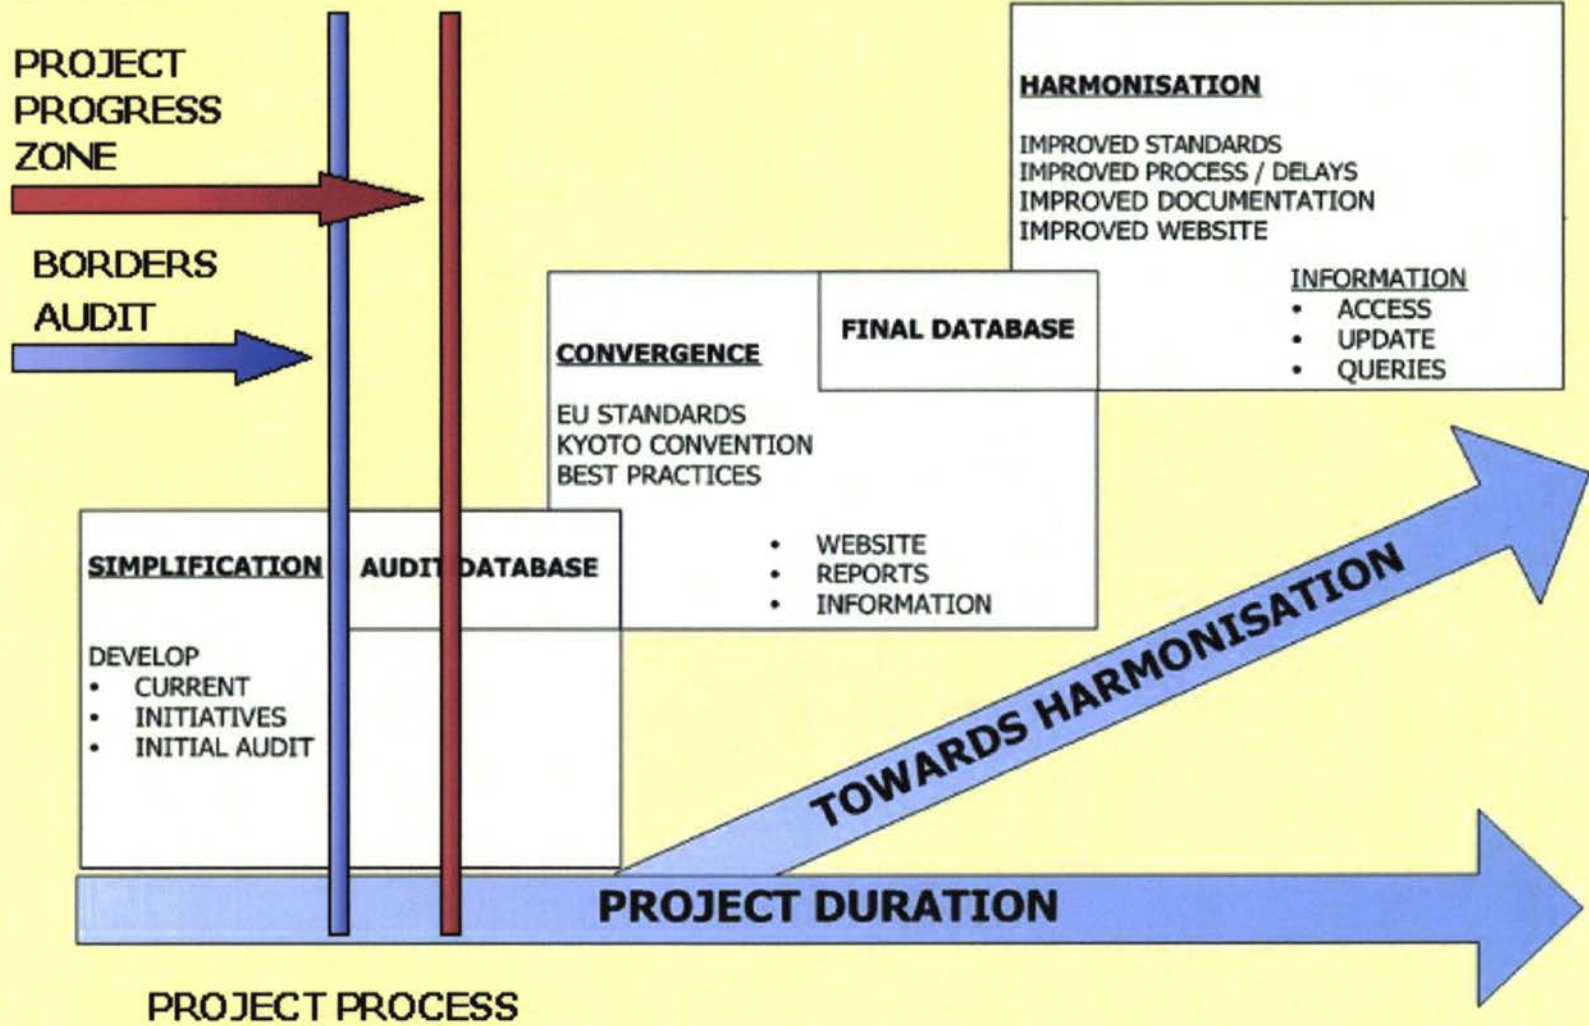 PROJECT
PROGRESS
ZONE
BORDERS
AUDIT
HARMONISATION
IMPROVED STANDARDS
IMPROVED PROCESS / DELAYS
IMPROVED DOCUMENTATION
IMPROVED WEBSITE
INFORMATION
• ACCESS
• UPDATE
• QUERIES
FINAL DATABASE
CONVERGENCE
EU STANDARDS
KYOTO CONVENTION
BEST PRACTICES
• WEBSITE
• REPORTS
• INFORMATION
SIMPLIFICATION
AUDIT DATABASE
DEVELOP
• CURRENT
• INITIATIVES
• INITIAL AUDIT
TOWARDS HARMONISATION
PROJECT DURATION
PROJECT PROCESS